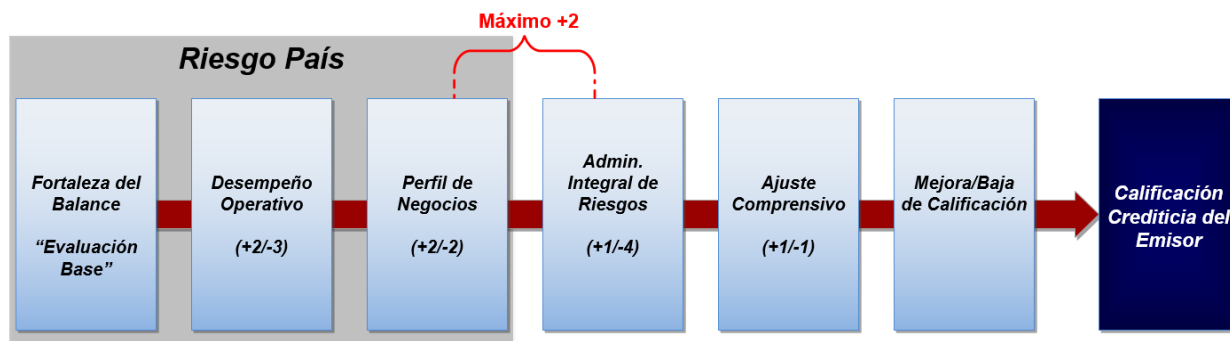 Máximo +2
Riesgo País
Fortaleza del
Balance
“Evaluación
Base”
Desempeño
Operativo
(+2/-3)
Perfil de
Negocios
(+2/-2)
Admin.
Integral de
Riesgos
(+1/-4)
Ajuste
Comprensivo
(+1/-1)
Mejora/Baja
de Calificación
Calificación
Crediticia del
Emisor